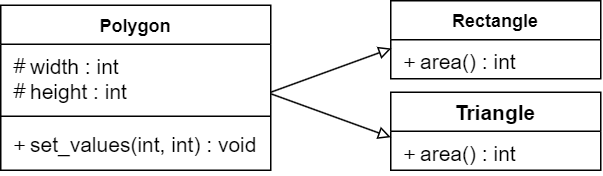 Polygon
# width : int
# height : int
+ set_values(int, int) : void
Rectangle
+ area() : int
Triangle
+ area() : int